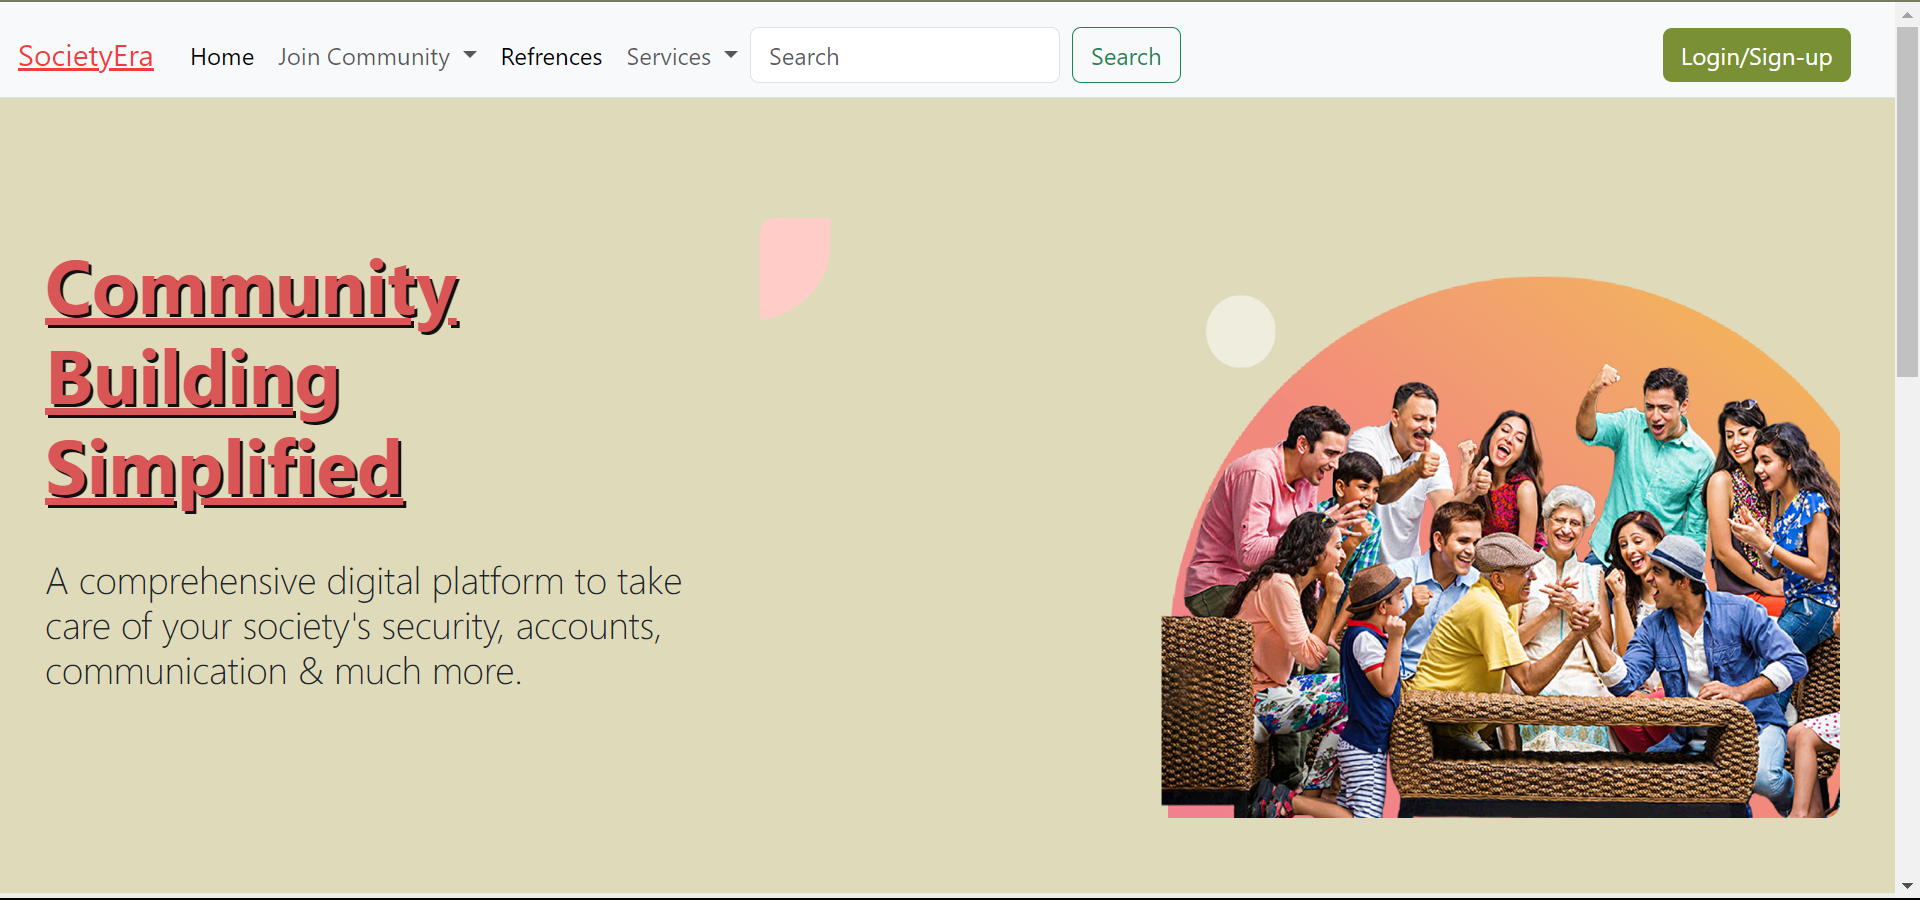 SocietyEra Home Join Community Refrences Services Search Search Login/Sign-up
Community
Building
Simplified
A comprehensive digital platform to take
care of your society's security, accounts,
communication & much more.